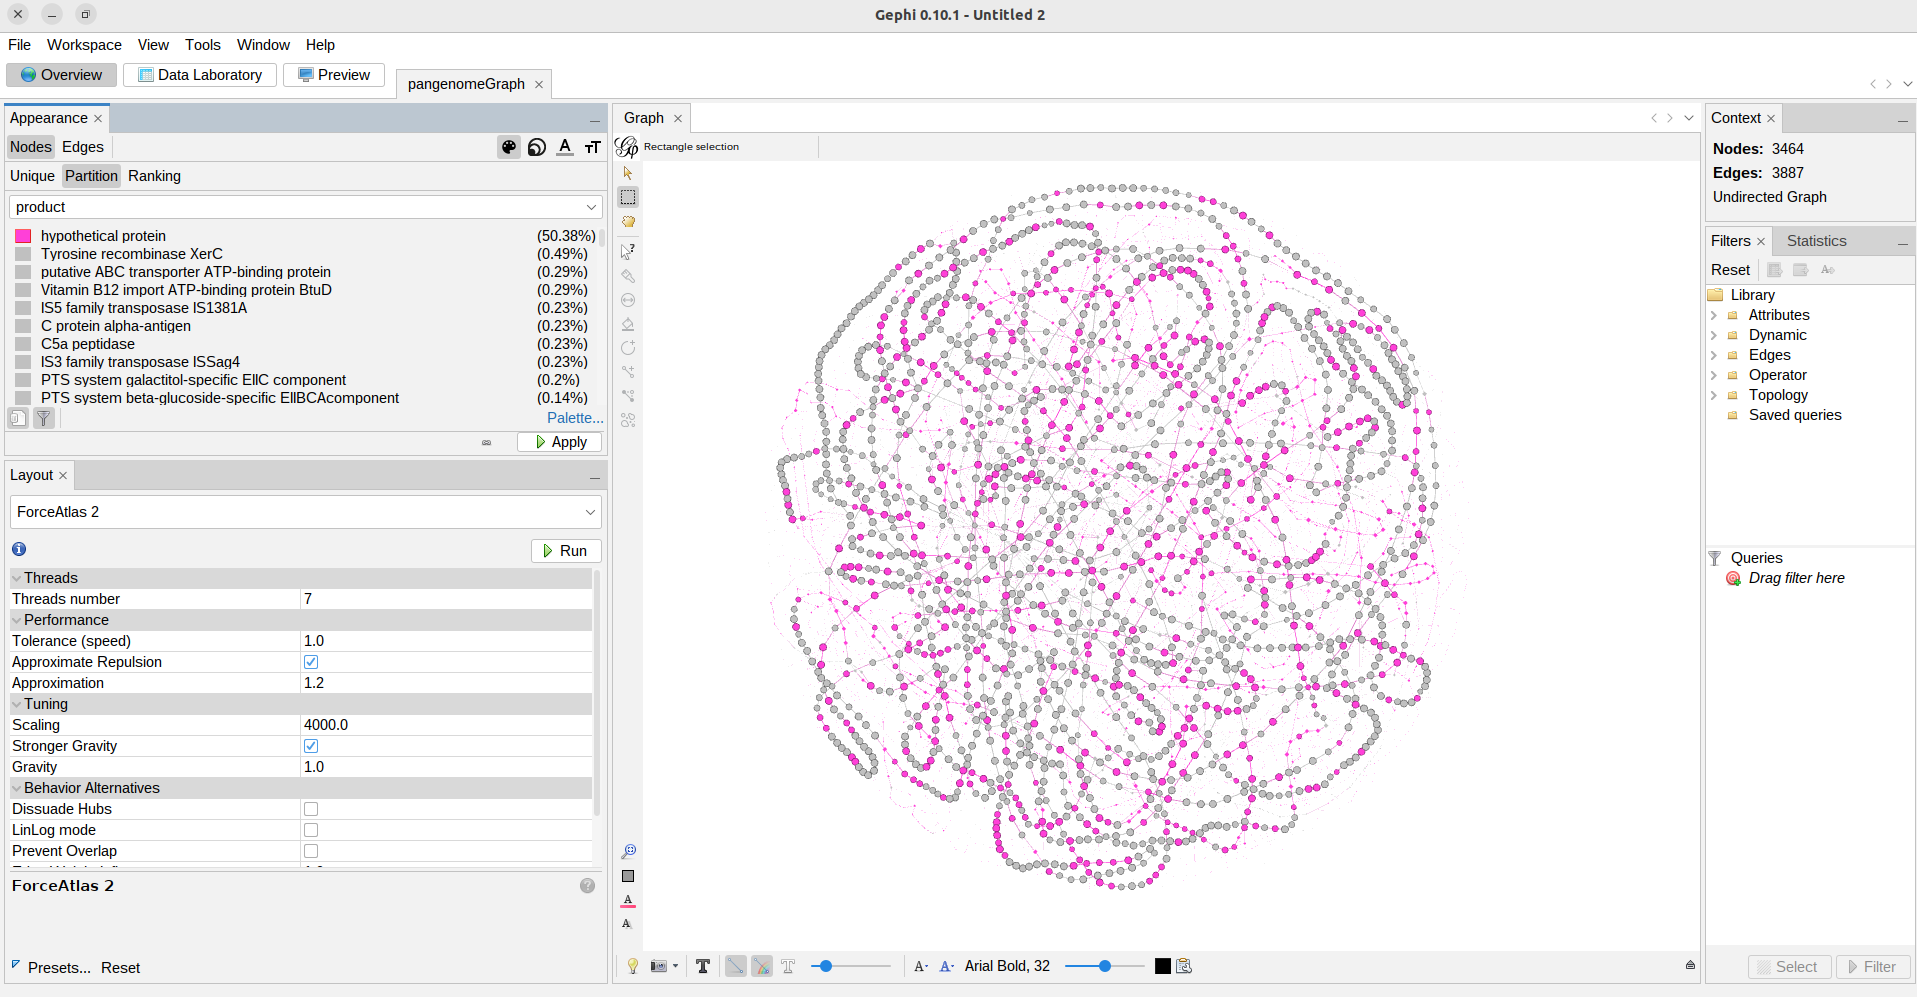 Gephi 0.10.1 - Untitled 2
File Workspace View Tools Window Help
Overview Data Laboratory Preview pangenomeGraph
Appearance
Nodes Edges
Unique Partition Ranking
product
hypothetical protein (50.38%)
Tyrosine recombinase XerC (0.49%)
putative ABC transporter ATP-binding protein (0.29%)
Vitamin B12 import ATP-binding protein BtuD (0.29%)
IS5 family transposase IS1381A (0.23%)
C protein alpha-antigen (0.23%)
C5a peptidase (0.23%)
IS3 family transposase ISSag4 (0.23%)
PTS system galactitol-specific EIIC component (0.2%)
PTS system beta-glucoside-specific EIIBCAcomponent (0.14%)
Palette...
Apply
Layout
ForceAtlas 2
Run
Threads
Threads number 7
Performance
Tolerance (speed) 1.0
Approximate Repulsion
Approximation 1.2
Tuning
Scaling 4000.0
Stronger Gravity
Gravity 1.0
Behavior Alternatives
Dissuade Hubs
LinLog mode
Prevent Overlap
ForceAtlas 2
Presets... Reset
Graph
Rectangle selection
Arial Bold, 32
Context
Nodes: 3464
Edges: 3887
Undirected Graph
Filters Statistics
Reset
Library
Attributes
Dynamic
Edges
Operator
Topology
Saved queries
Queries
Drag filter here
Select Filter